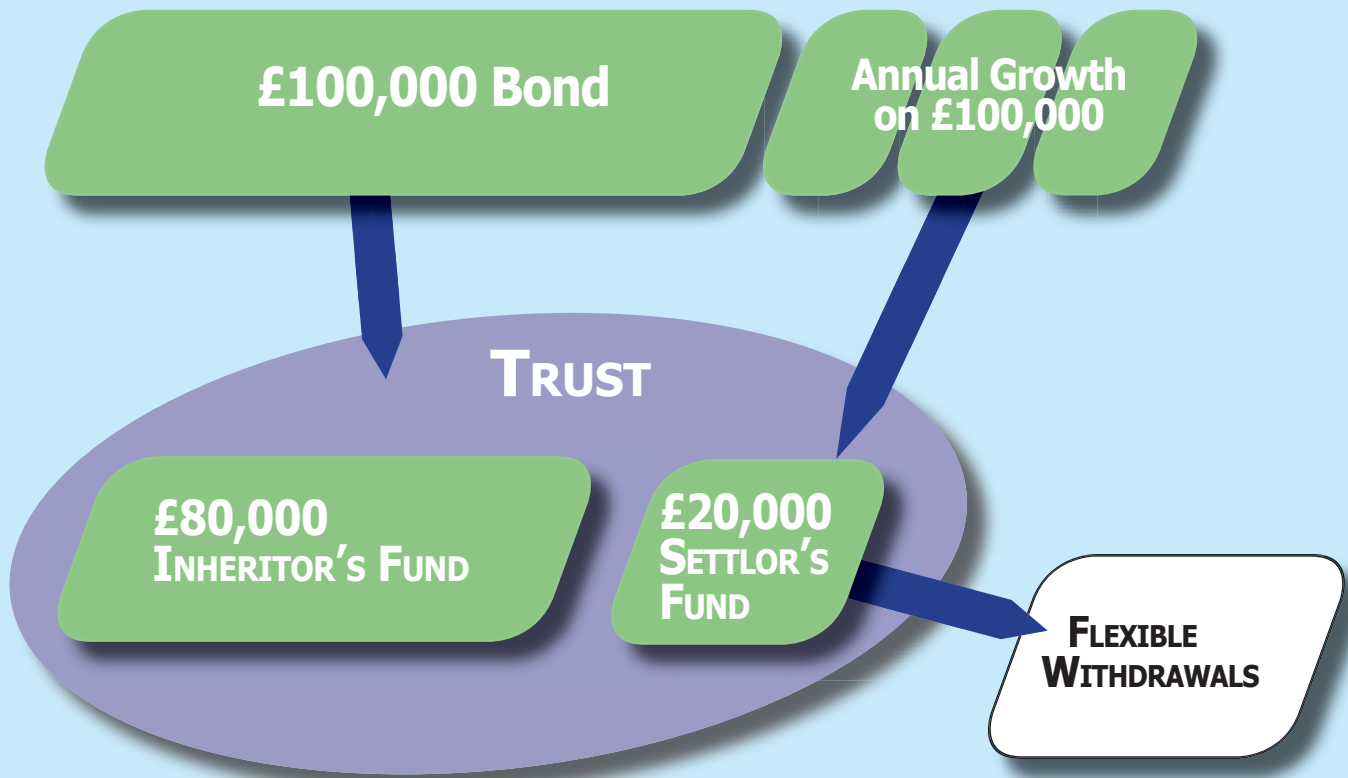 £100,000 Bond
Annual Growth
on £100,000
TRUST
£80,000
INHERITOR'S FUND
£20,000
SETTLOR'S
FUND
FLEXIBLE
WITHDRAWALS